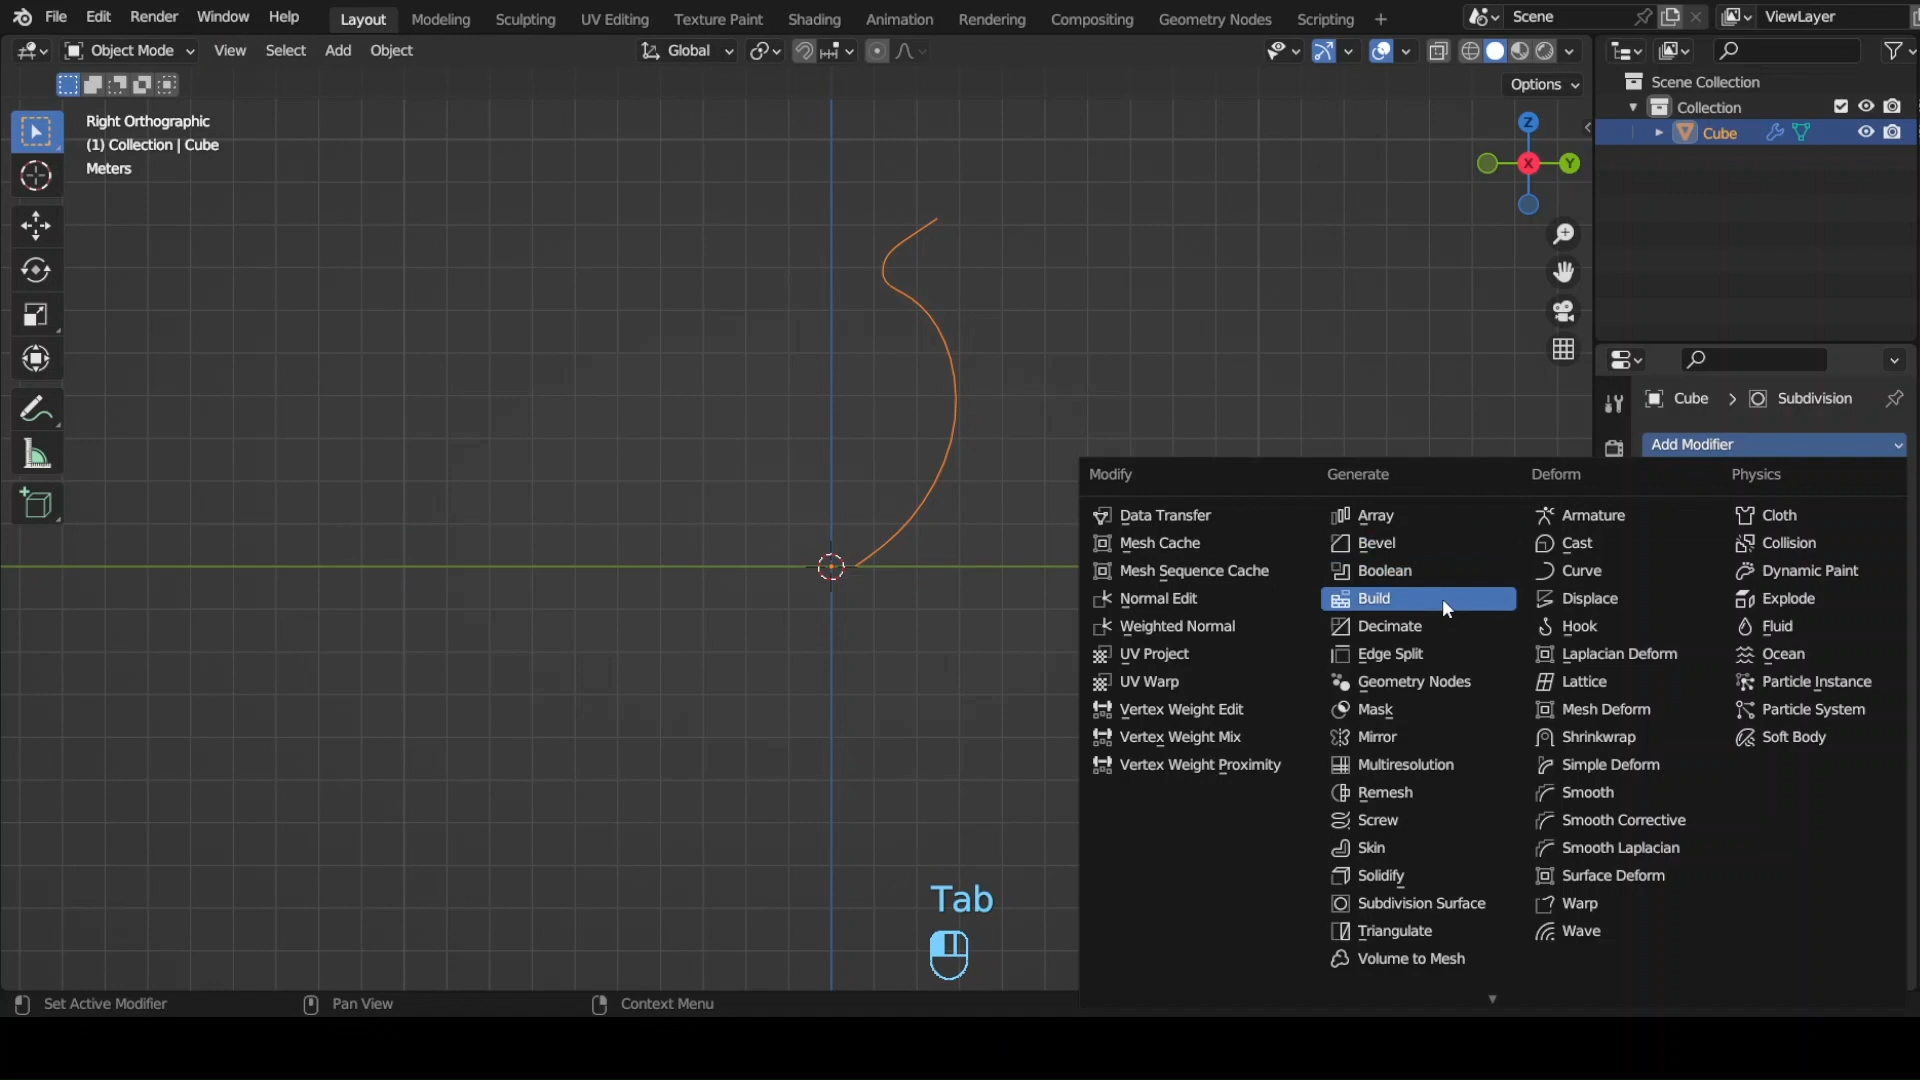 File Edit Render Window Help Layout Modeling Sculpting UV Editing Texture Paint Shading Animation Rendering Compositing Geometry Nodes Scripting + Scene ViewLayer
Object Mode View Select Add Object Global
Options
Scene Collection
Collection
Cube
Right Orthographic
(1) Collection | Cube
Meters
Z
X
Y
Cube > Subdivision
Add Modifier
Modify Generate Deform Physics
Data Transfer Array Armature Cloth
Mesh Cache Bevel Cast Collision
Mesh Sequence Cache Boolean Curve Dynamic Paint
Normal Edit Build Displace Explode
Weighted Normal Decimate Hook Fluid
UV Project Edge Split Laplacian Deform Ocean
UV Warp Geometry Nodes Lattice Particle Instance
Vertex Weight Edit Mask Mesh Deform Particle System
Vertex Weight Mix Mirror Shrinkwrap Soft Body
Vertex Weight Proximity Multiresolution Simple Deform
Remesh Smooth
Screw Smooth Corrective
Skin Smooth Laplacian
Solidify Surface Deform
Subdivision Surface Warp
Triangulate Wave
Volume to Mesh
Tab
Set Active Modifier Pan View Context Menu